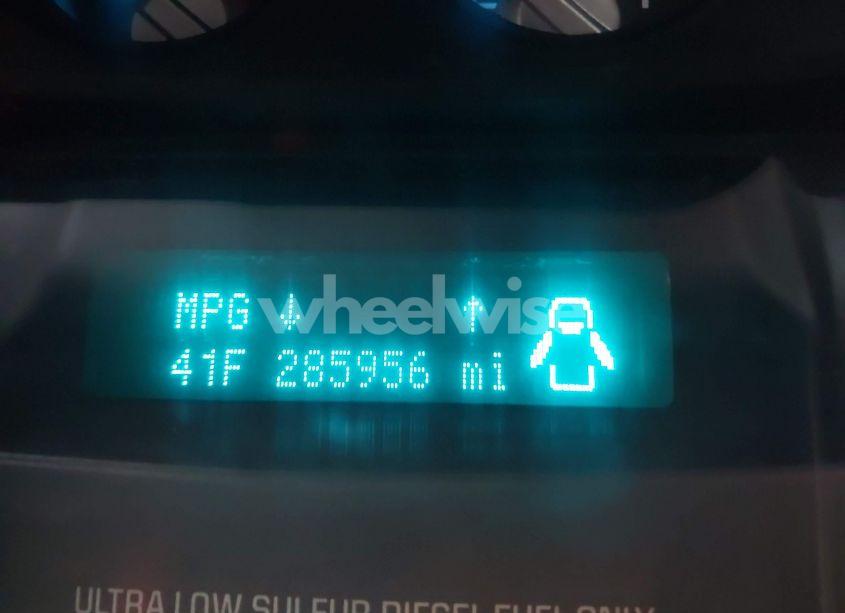 MPG ↓ ↑
wheelwise
41F 285956 mi
ULTRA LOW SULFUR DIESEL FUEL ONLY